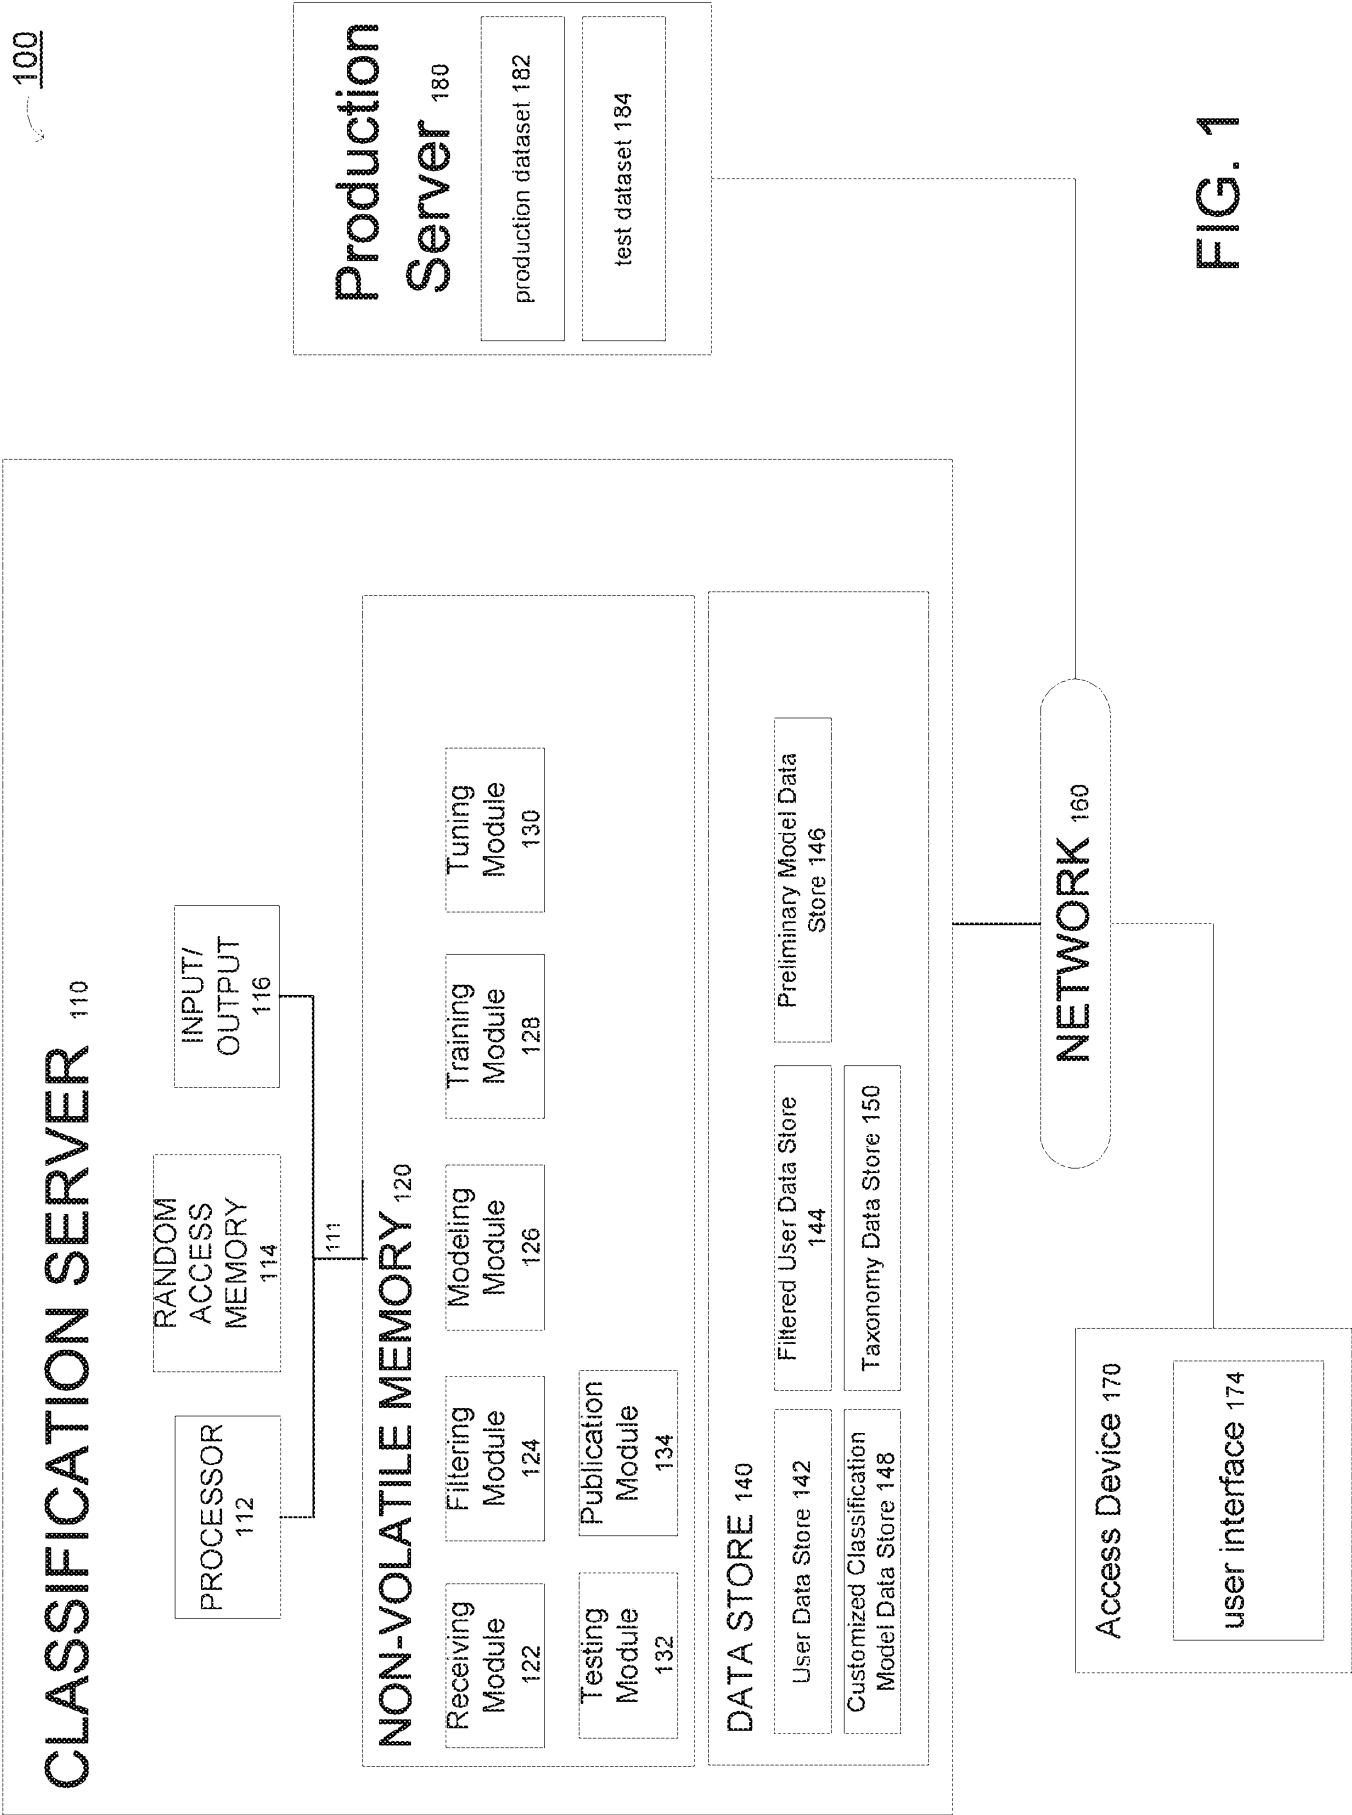 100
CLASSIFICATION SERVER 110
PROCESSOR
112
RANDOM
ACCESS
MEMORY
114
INPUT/
OUTPUT
116
111
NON-VOLATILE MEMORY 120
Receiving
Module
122
Filtering
Module
124
Modeling
Module
126
Training
Module
128
Tuning
Module
130
Testing
Module
132
Publication
Module
134
DATA STORE 140
User Data Store 142
Filtered User Data Store
144
Preliminary Model Data
Store 146
Customized Classification
Model Data Store 148
Taxonomy Data Store 150
Production
Server 180
production dataset 182
test dataset 184
NETWORK 160
Access Device 170
user interface 174
FIG. 1